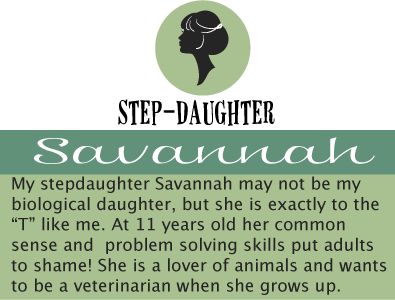 STEP-DAUGHTER
Savannah
My stepdaughter Savannah may not be my
biological daughter, but she is exactly to the
“T” like me. At 11 years old her common
sense and  problem solving skills put adults
to shame! She is a lover of animals and wants
to be a veterinarian when she grows up.